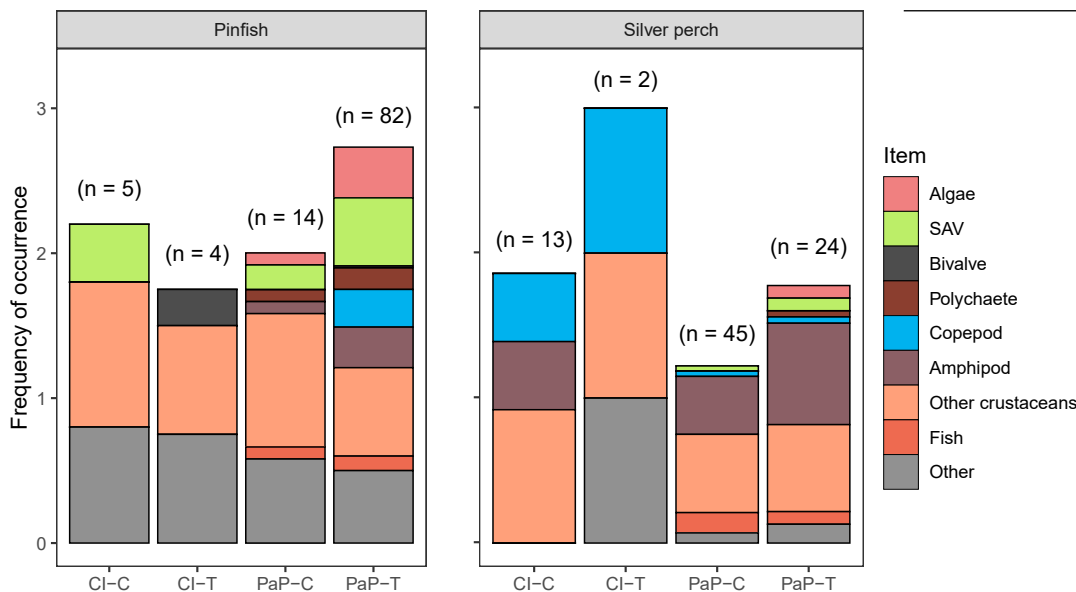 Pinfish
Silver perch
Frequency of occurrence
3
2
1
0
(n = 5)
(n = 4)
(n = 14)
(n = 82)
(n = 13)
(n = 2)
(n = 45)
(n = 24)
CI−C
CI−T
PaP−C
PaP−T
CI−C
CI−T
PaP−C
PaP−T
Item
Algae
SAV
Bivalve
Polychaete
Copepod
Amphipod
Other crustaceans
Fish
Other